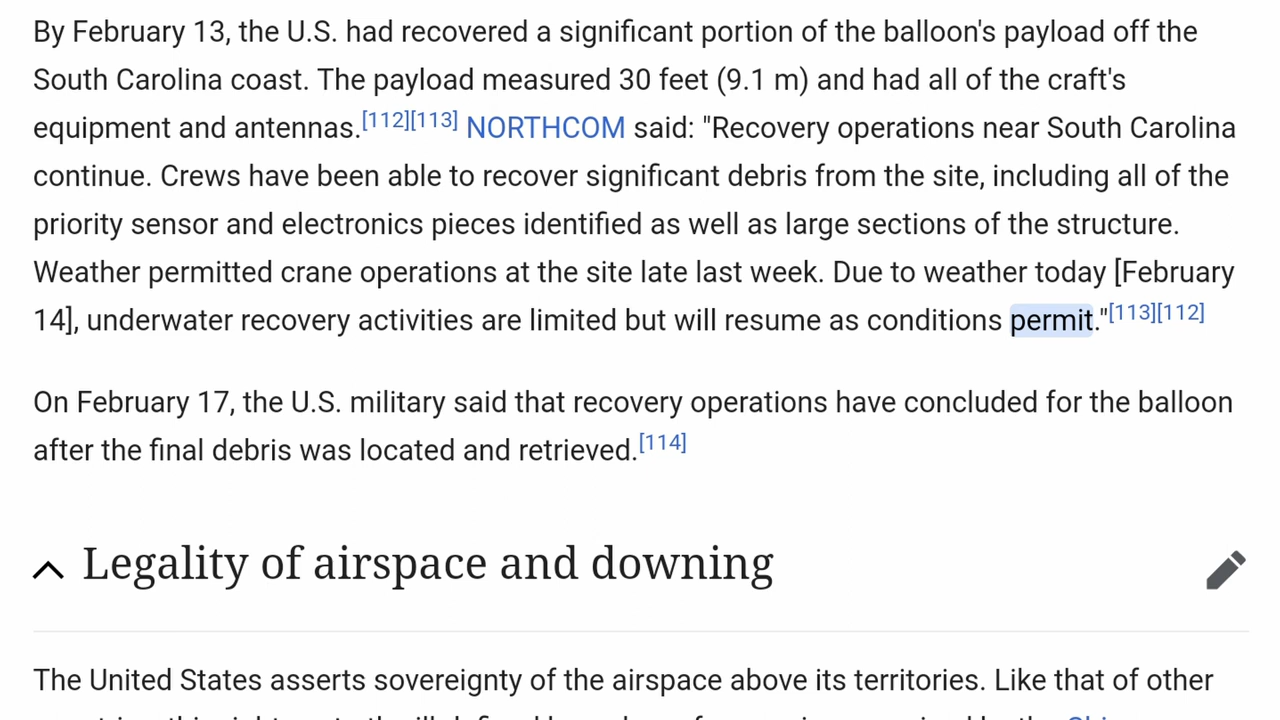 By February 13, the U.S. had recovered a significant portion of the balloon's payload off the
South Carolina coast. The payload measured 30 feet (9.1 m) and had all of the craft's
equipment and antennas.[112][113] NORTHCOM said: "Recovery operations near South Carolina
continue. Crews have been able to recover significant debris from the site, including all of the
priority sensor and electronics pieces identified as well as large sections of the structure.
Weather permitted crane operations at the site late last week. Due to weather today [February
14], underwater recovery activities are limited but will resume as conditions permit."[113][112]
On February 17, the U.S. military said that recovery operations have concluded for the balloon
after the final debris was located and retrieved.[114]
Legality of airspace and downing
The United States asserts sovereignty of the airspace above its territories. Like that of other